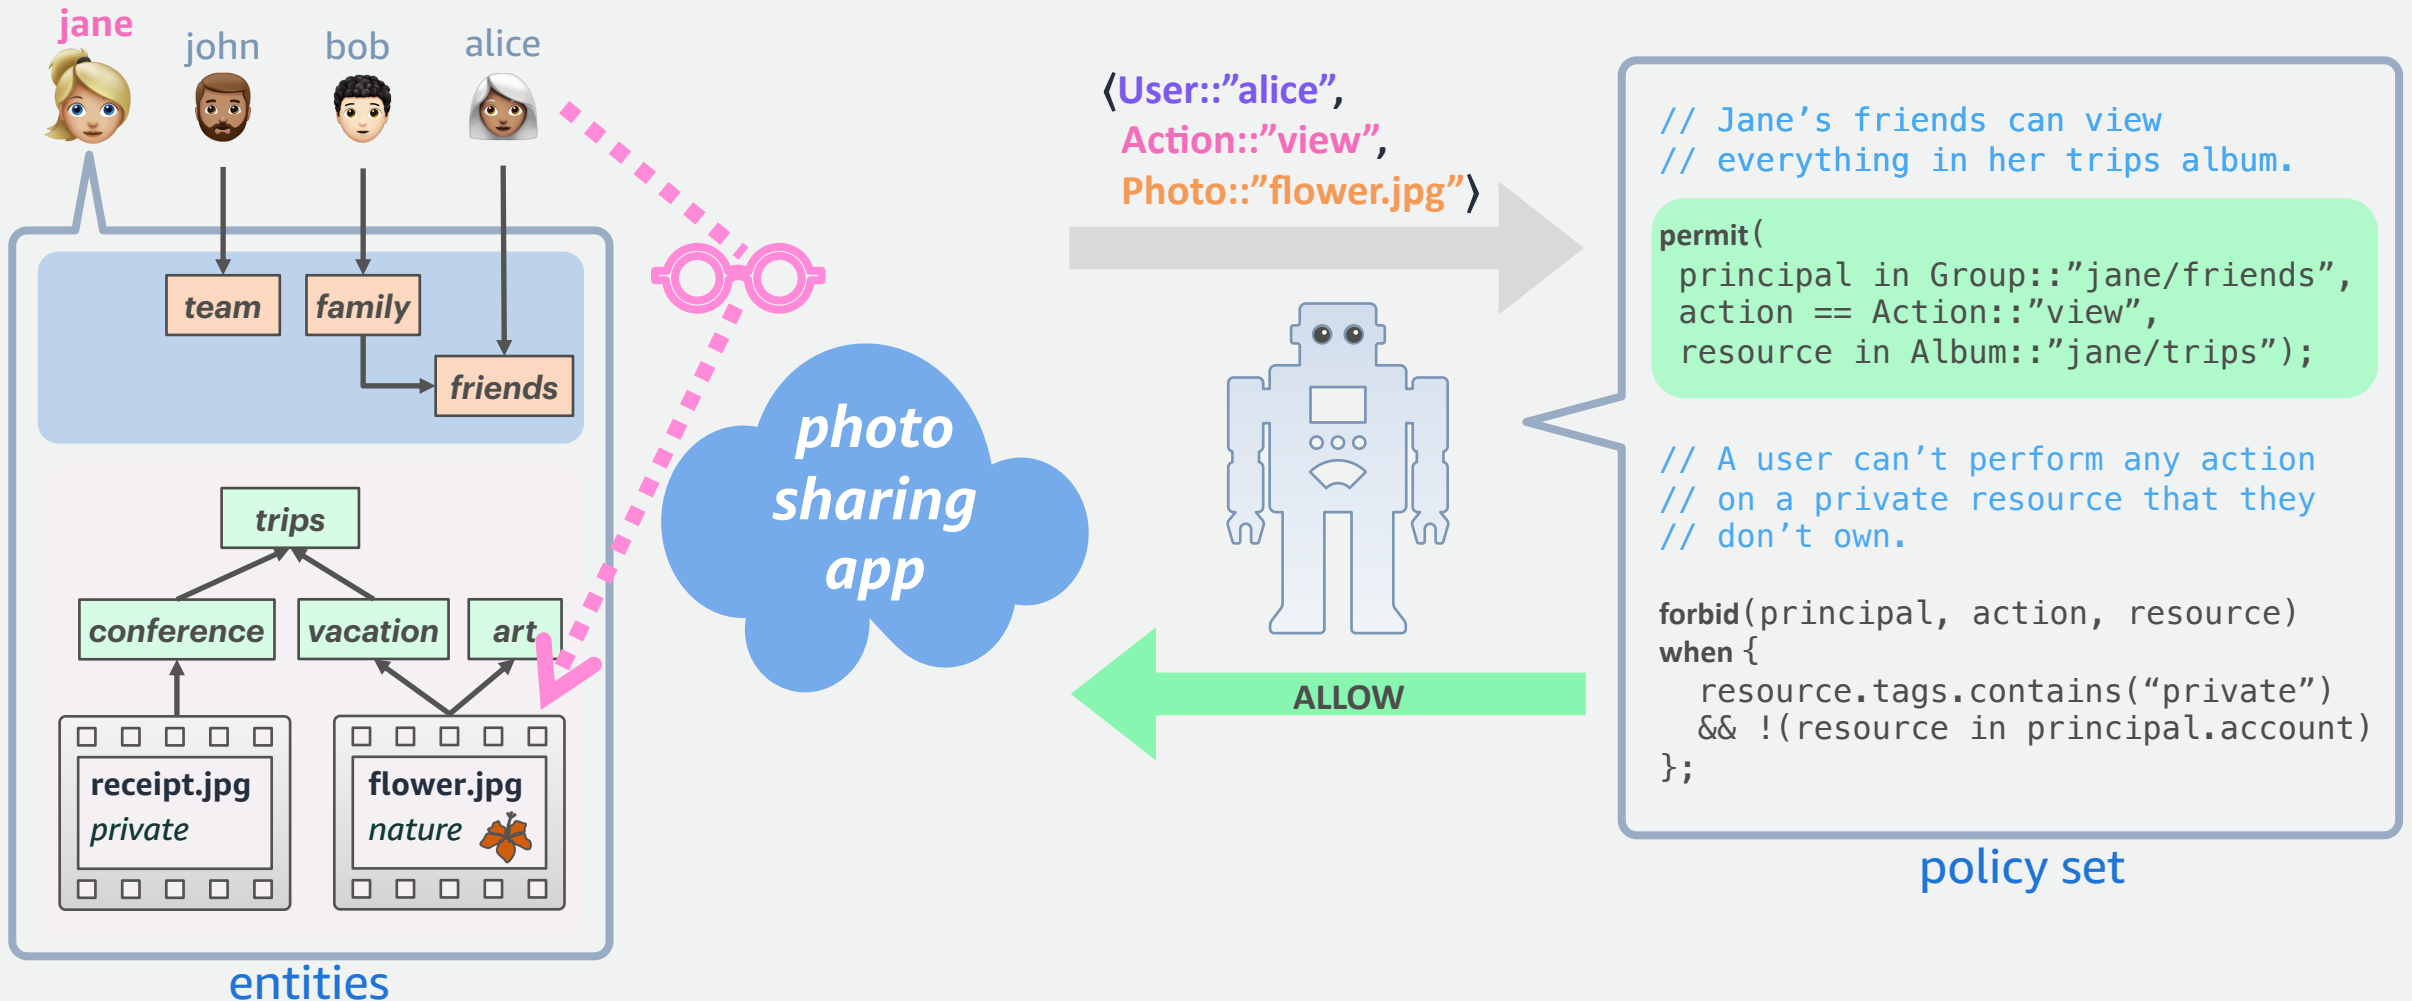 jane
john
bob
alice
team
family
friends
trips
conference
vacation
art
receipt.jpg
private
flower.jpg
nature
entities
photo
sharing
app
⟨User::”alice”,
Action::”view”,
Photo::”flower.jpg”⟩
ALLOW
// Jane’s friends can view
// everything in her trips album.
permit(
principal in Group::”jane/friends”,
action == Action::”view”,
resource in Album::”jane/trips”);
// A user can’t perform any action
// on a private resource that they
// don’t own.
forbid(principal, action, resource)
when {
resource.tags.contains(“private”)
&& !(resource in principal.account)
};
policy set